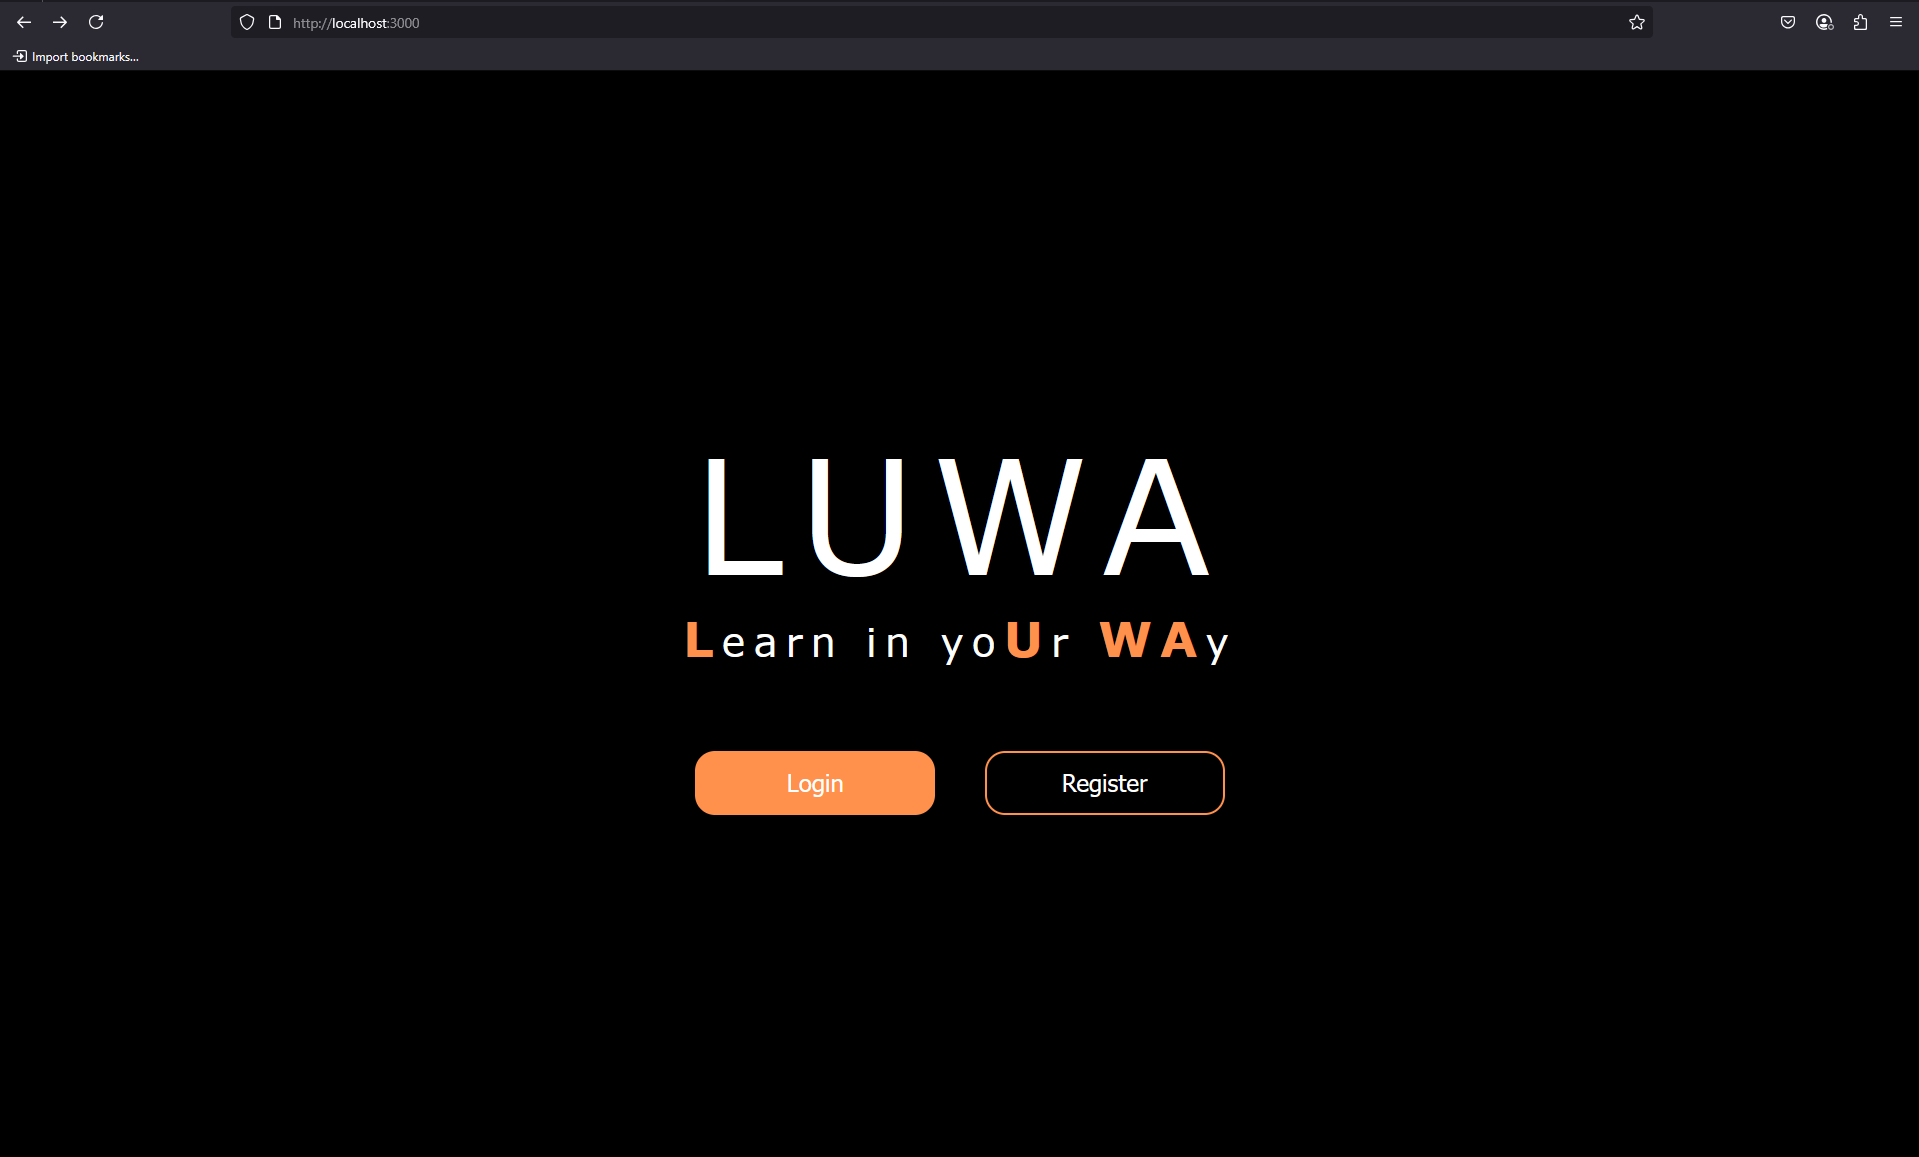 http://localhost:3000
Import bookmarks...
LUWA
Learn in yoUr WAy
Login
Register